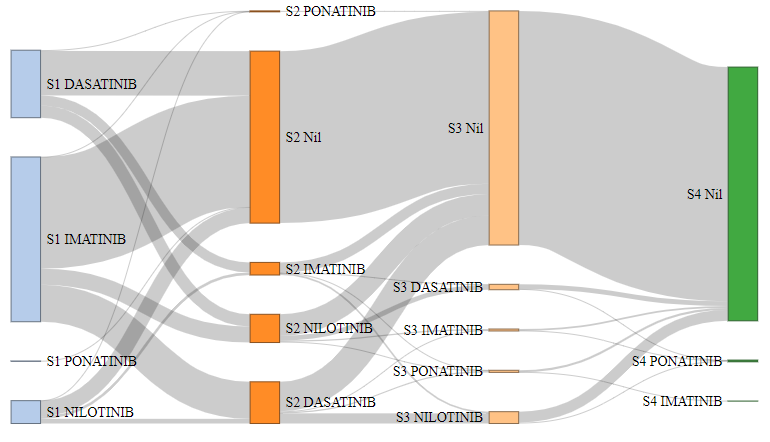 S2 PONATINIB
S1 DASATINIB
S2 Nil
S3 Nil
S4 Nil
S1 IMATINIB
S2 IMATINIB
S3 DASATINIB
S2 NILOTINIB
S3 IMATINIB
S1 PONATINIB
S3 PONATINIB
S4 PONATINIB
S2 DASATINIB
S4 IMATINIB
S1 NILOTINIB
S3 NILOTINIB